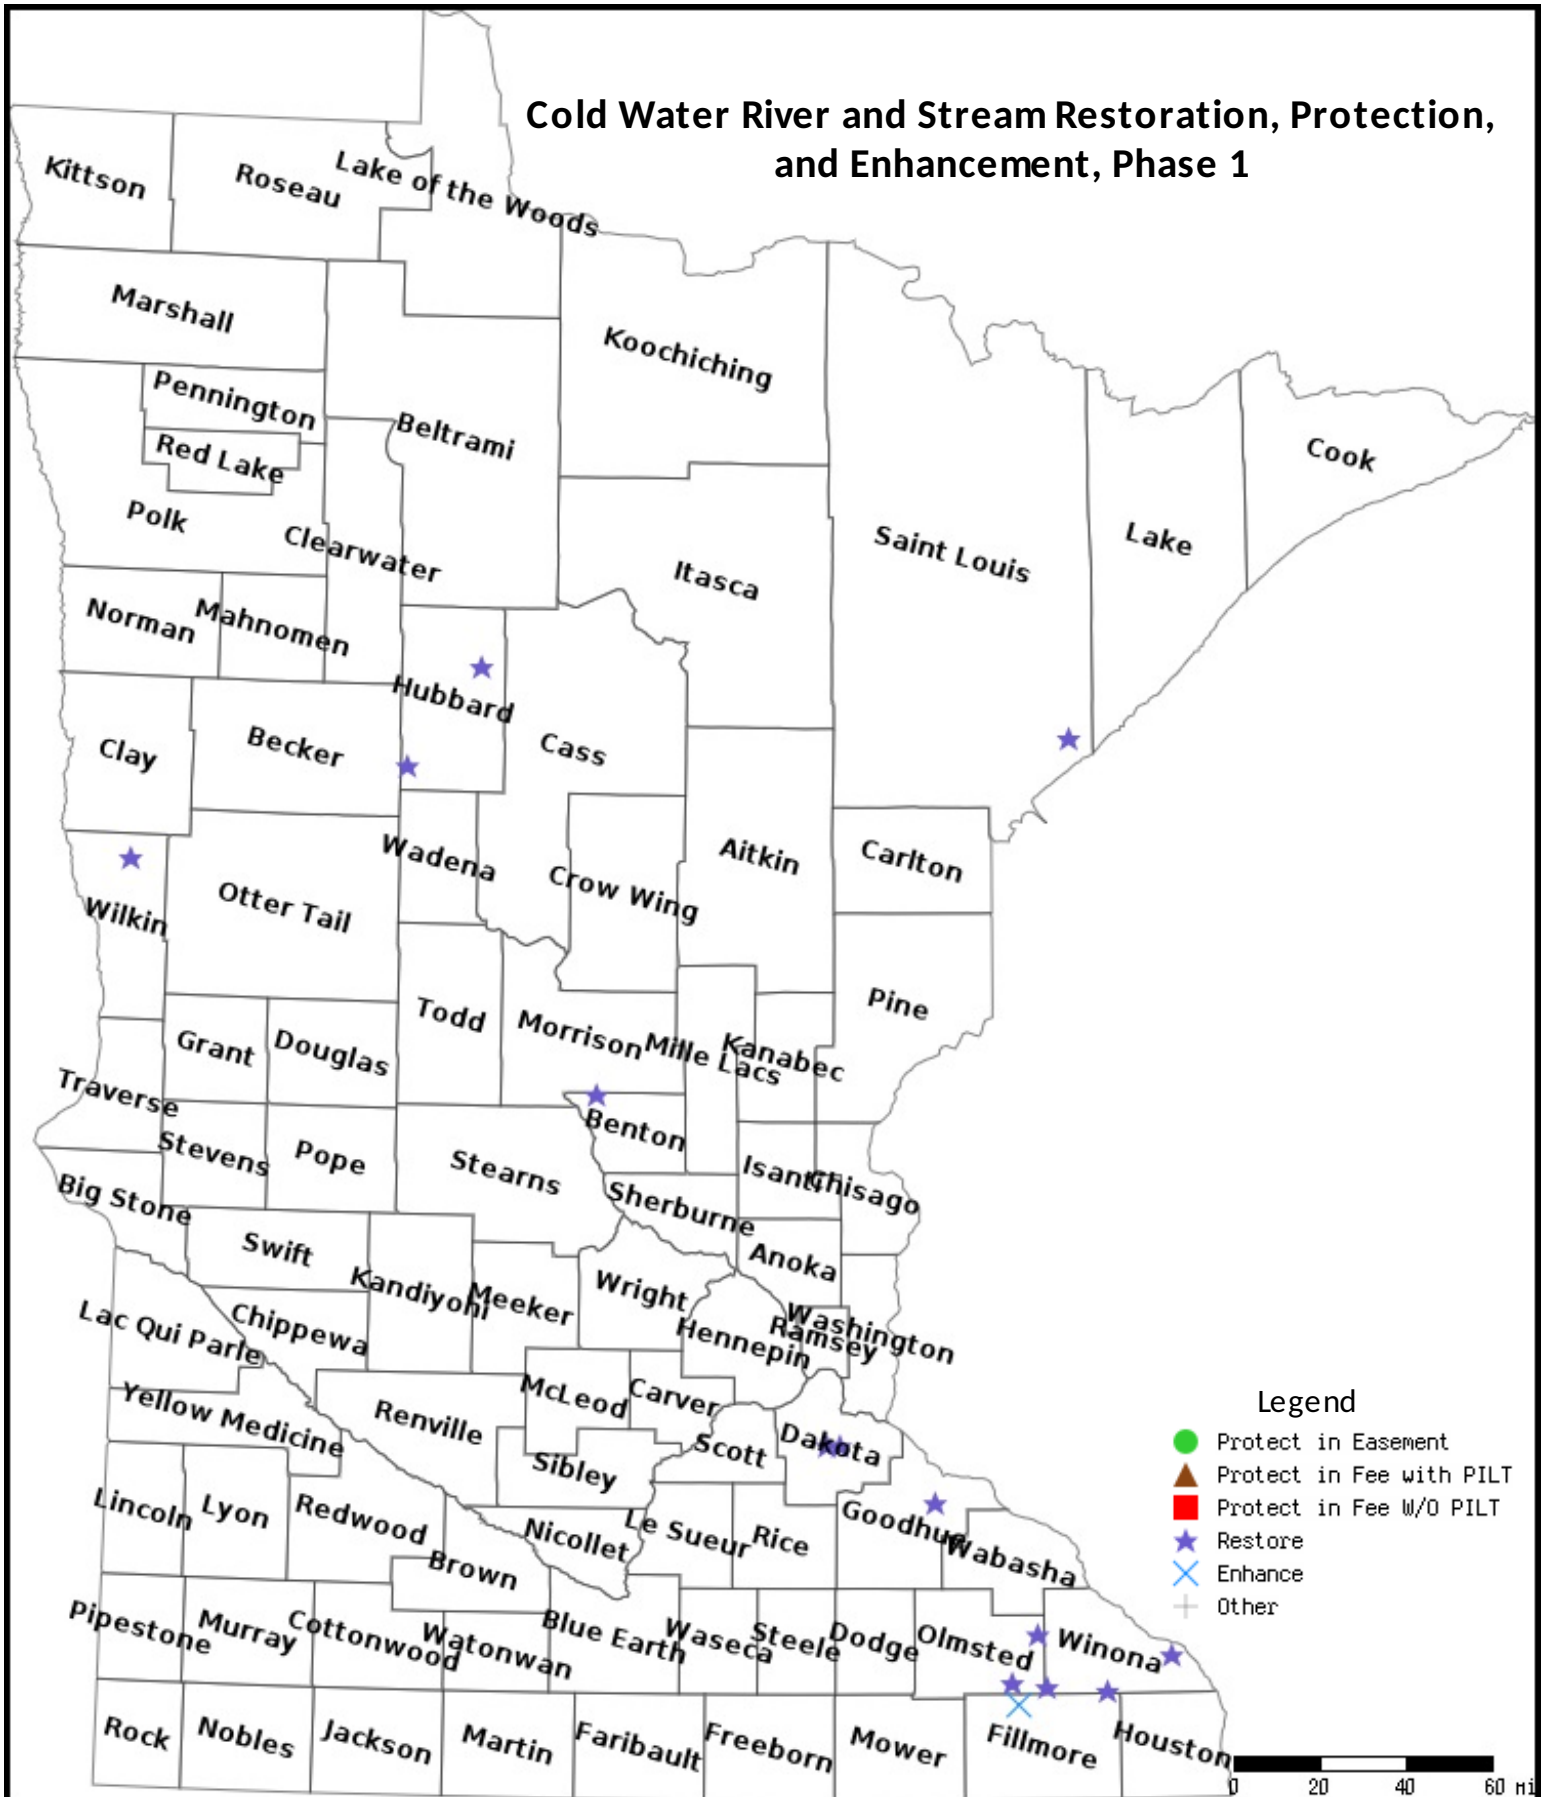 Cold Water River and Stream Restoration, Protection,
and Enhancement, Phase 1
Kittson
Roseau
Lake of the Woods
Marshall
Koochiching
Pennington
Beltrami
Red Lake
Cook
Polk
Clearwater
Saint Louis
Lake
Itasca
Norman
Mahnomen
Hubbard
Clay
Becker
Cass
Wadena
Aitkin
Carlton
Crow Wing
Otter Tail
Wilkin
Pine
Todd
Morrison
Mille Lacs
Kanabec
Grant
Douglas
Traverse
Benton
Stevens
Pope
Stearns
Isanti
Chisago
Big Stone
Sherburne
Swift
Anoka
Kandiyohi
Meeker
Wright
Washington
Ramsey
Hennepin
Lac Qui Parle
Chippewa
McLeod
Carver
Yellow Medicine
Renville
Scott
Dakota
Sibley
Lincoln
Lyon
Redwood
Nicollet
Le Sueur
Rice
Goodhue
Wabasha
Brown
Pipestone
Murray
Cottonwood
Watonwan
Blue Earth
Waseca
Steele
Dodge
Olmsted
Winona
Rock
Nobles
Jackson
Martin
Faribault
Freeborn
Mower
Fillmore
Houston
Legend
Protect in Easement
Protect in Fee with PILT
Protect in Fee W/O PILT
Restore
Enhance
Other
0 20 40 60 mi